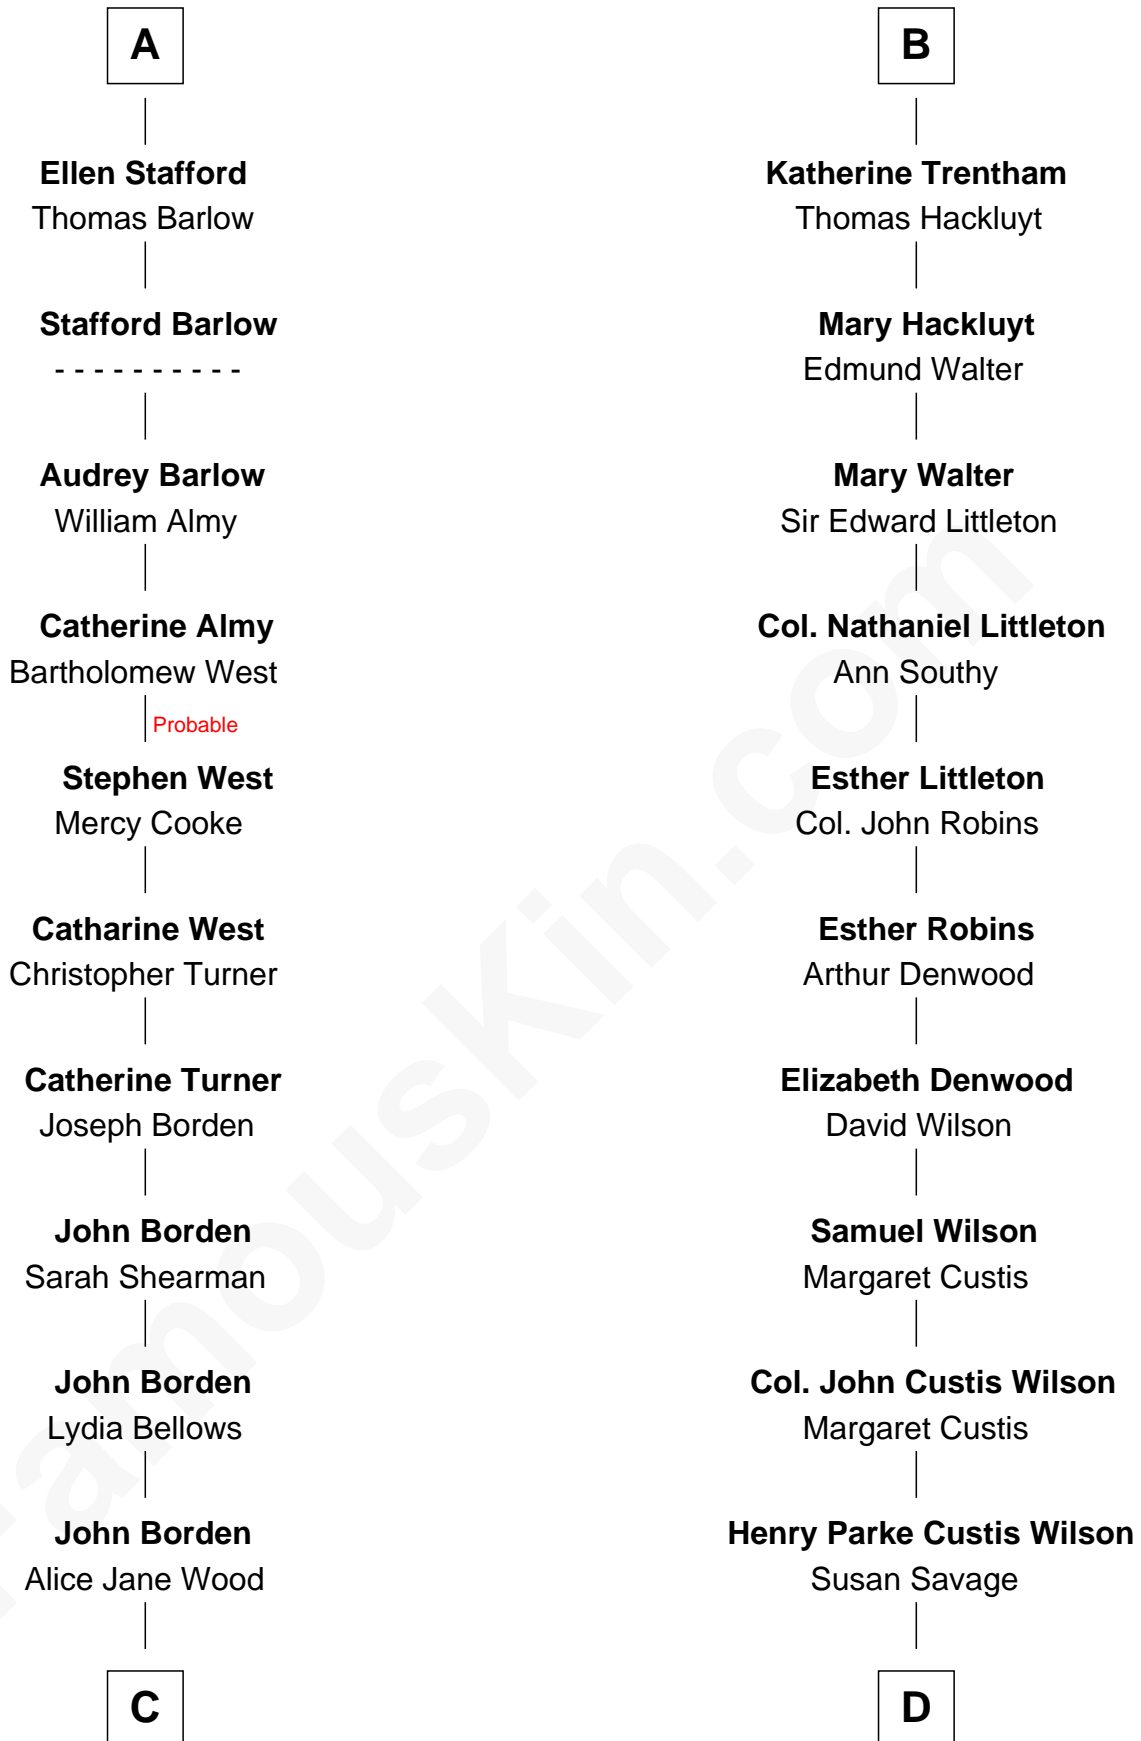 A
Ellen Stafford
Thomas Barlow
Stafford Barlow
- - - - - - - - - -
Audrey Barlow
William Almy
Catherine Almy
Bartholomew West
Probable
Stephen West
Mercy Cooke
Catharine West
Christopher Turner
Catherine Turner
Joseph Borden
John Borden
Sarah Shearman
John Borden
Lydia Bellows
John Borden
Alice Jane Wood
C
B
Katherine Trentham
Thomas Hackluyt
Mary Hackluyt
Edmund Walter
Mary Walter
Sir Edward Littleton
Col. Nathaniel Littleton
Ann Southy
Esther Littleton
Col. John Robins
Esther Robins
Arthur Denwood
Elizabeth Denwood
David Wilson
Samuel Wilson
Margaret Custis
Col. John Custis Wilson
Margaret Custis
Henry Parke Custis Wilson
Susan Savage
D
FamousKin.com